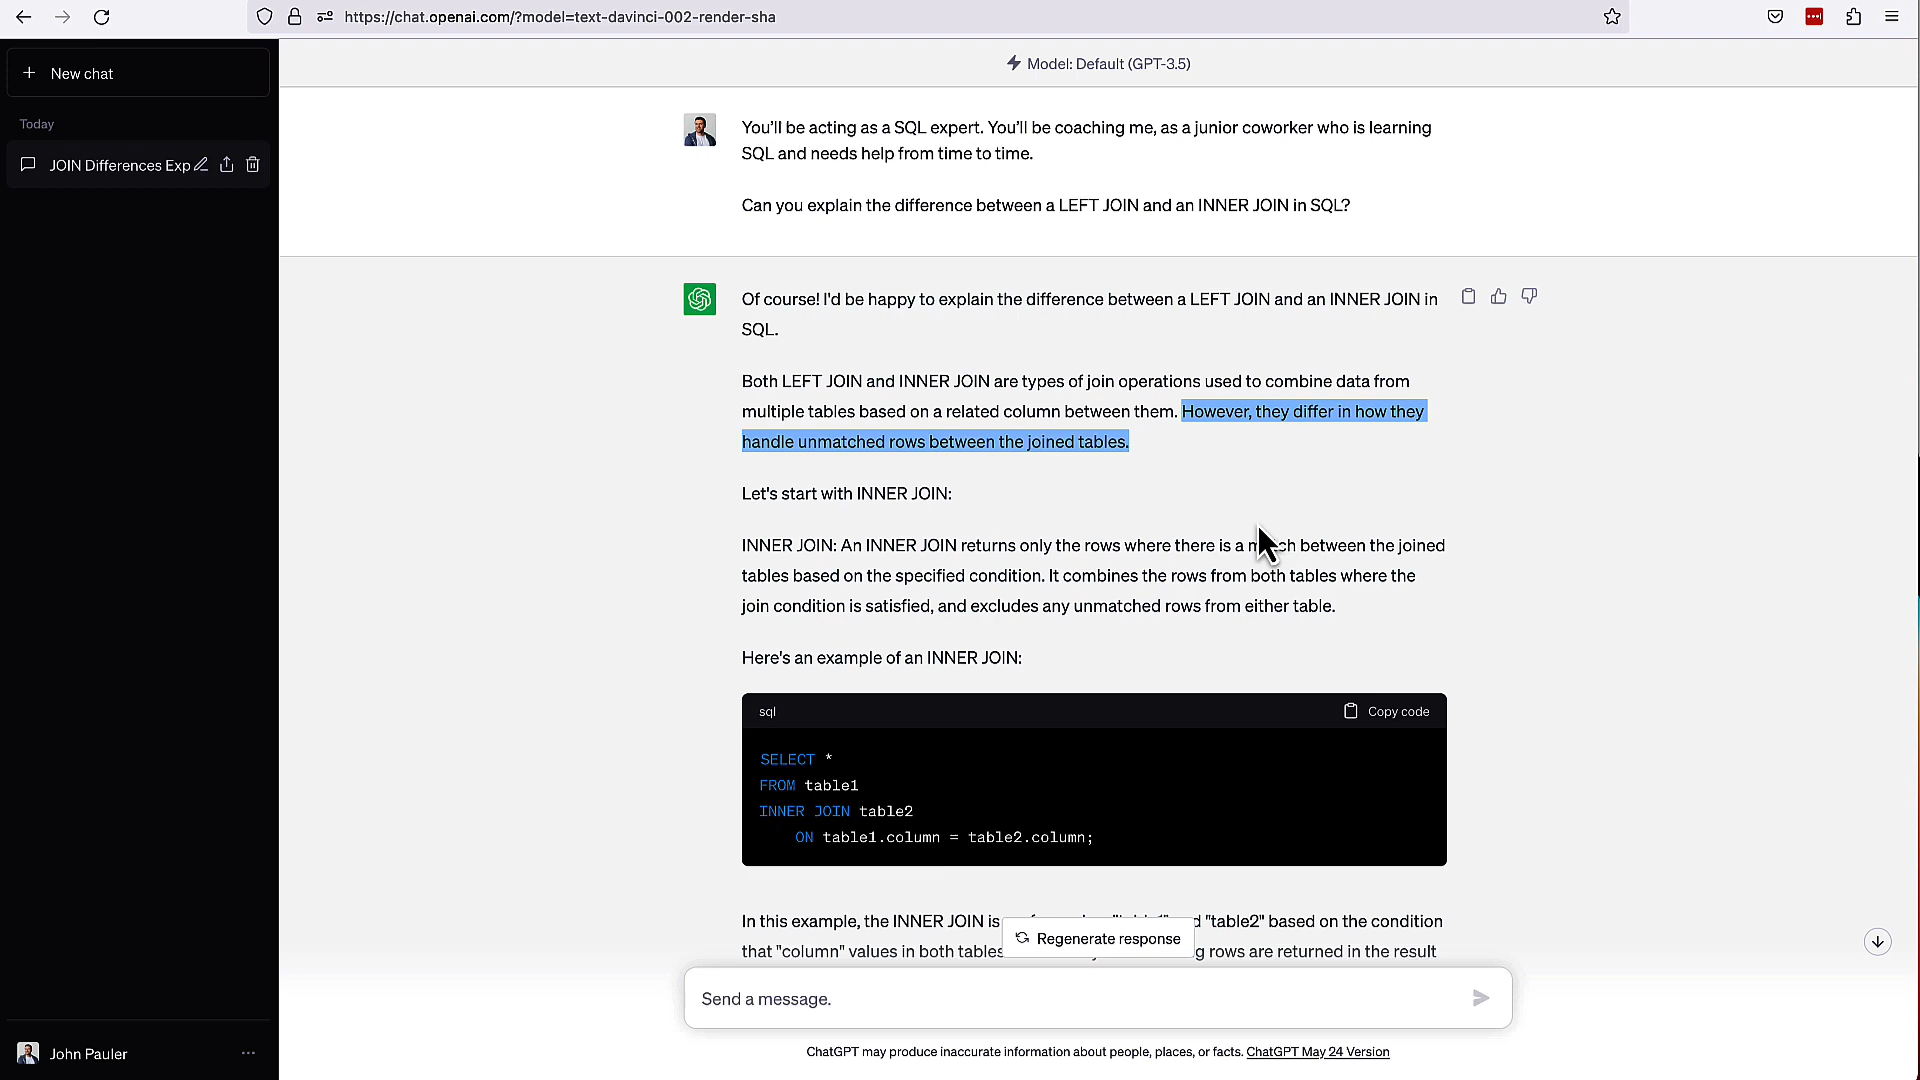 https://chat.openai.com/?model=text-davinci-002-render-sha
New chat
Today
JOIN Differences Exp
Model: Default (GPT-3.5)
You'll be acting as a SQL expert. You'll be coaching me, as a junior coworker who is learning
SQL and needs help from time to time.
Can you explain the difference between a LEFT JOIN and an INNER JOIN in SQL?
Of course! I'd be happy to explain the difference between a LEFT JOIN and an INNER JOIN in
SQL.
Both LEFT JOIN and INNER JOIN are types of join operations used to combine data from
multiple tables based on a related column between them. However, they differ in how they
handle unmatched rows between the joined tables.
Let's start with INNER JOIN:
INNER JOIN: An INNER JOIN returns only the rows where there is a match between the joined
tables based on the specified condition. It combines the rows from both tables where the
join condition is satisfied, and excludes any unmatched rows from either table.
Here's an example of an INNER JOIN:
sql
Copy code
SELECT *
FROM table1
INNER JOIN table2
ON table1.column = table2.column;
In this example, the INNER JOIN is "table2" based on the condition
that "column" values in both tables rows are returned in the result
Regenerate response
Send a message.
ChatGPT may produce inaccurate information about people, places, or facts. ChatGPT May 24 Version
John Pauler